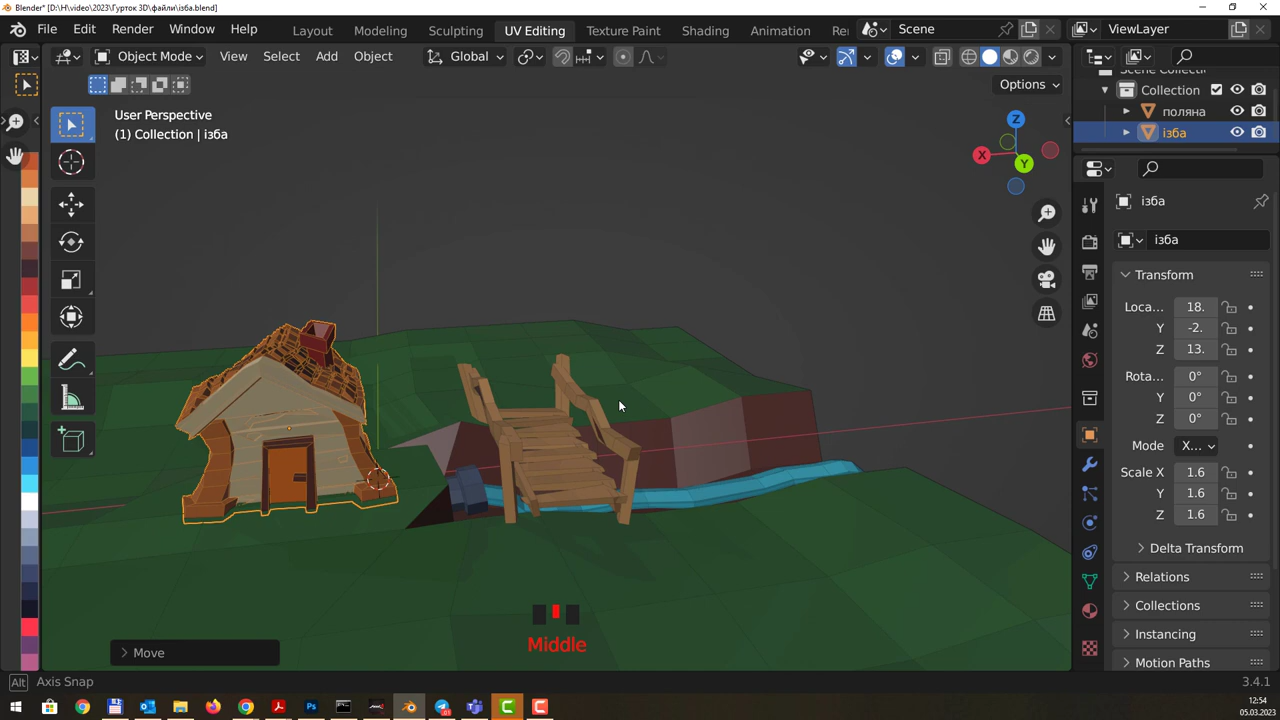 Blender* [D:\H\video\2023\Гурток 3D\файли\ізба.blend]
File Edit Render Window Help Layout Modeling Sculpting UV Editing Texture Paint Shading Animation Re Scene ViewLayer
Object Mode View Select Add Object Global
Options
User Perspective
(1) Collection | ізба
Z
X
Y
Scene Collecti
Collection
поляна
ізба
ізба
ізба
Transform
Loca... 18.
Y -2.
Z 13.
Rota... 0°
Y 0°
Z 0°
Mode X...
Scale X 1.6
Y 1.6
Z 1.6
Delta Transform
Relations
Collections
Instancing
Motion Paths
Middle
Move
Alt Axis Snap
3.4.1
12:54
05.03.2023